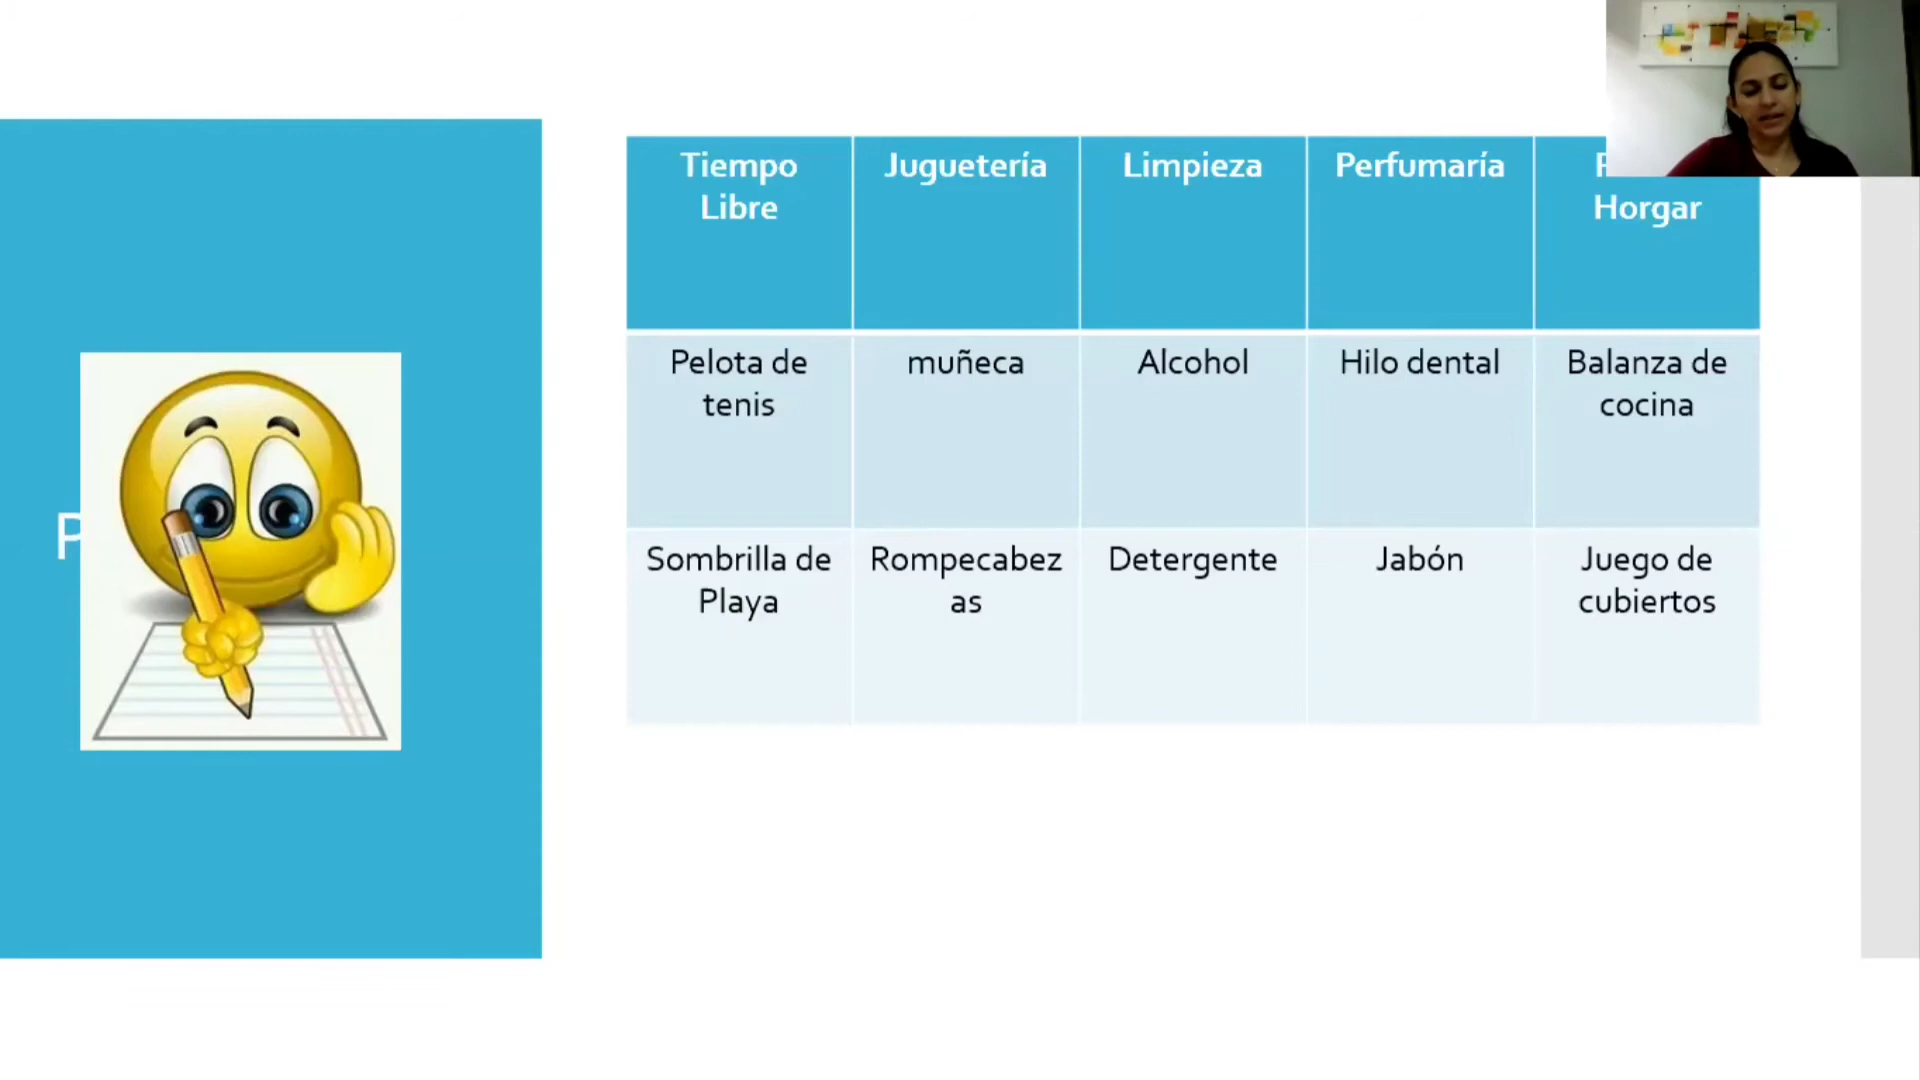 Tiempo
Libre
Juguetería
Limpieza
Perfumaría
Horgar
Pelota de
tenis
muñeca
Alcohol
Hilo dental
Balanza de
cocina
Sombrilla de
Playa
Rompecabez
as
Detergente
Jabón
Juego de
cubiertos